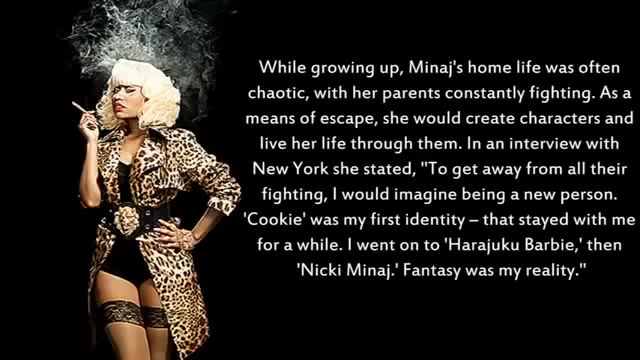 While growing up, Minaj's home life was often
chaotic, with her parents constantly fighting. As a
means of escape, she would create characters and
live her life through them. In an interview with
New York she stated, "To get away from all their
fighting, I would imagine being a new person.
'Cookie' was my first identity – that stayed with me
for a while. I went on to 'Harajuku Barbie,' then
'Nicki Minaj.' Fantasy was my reality."